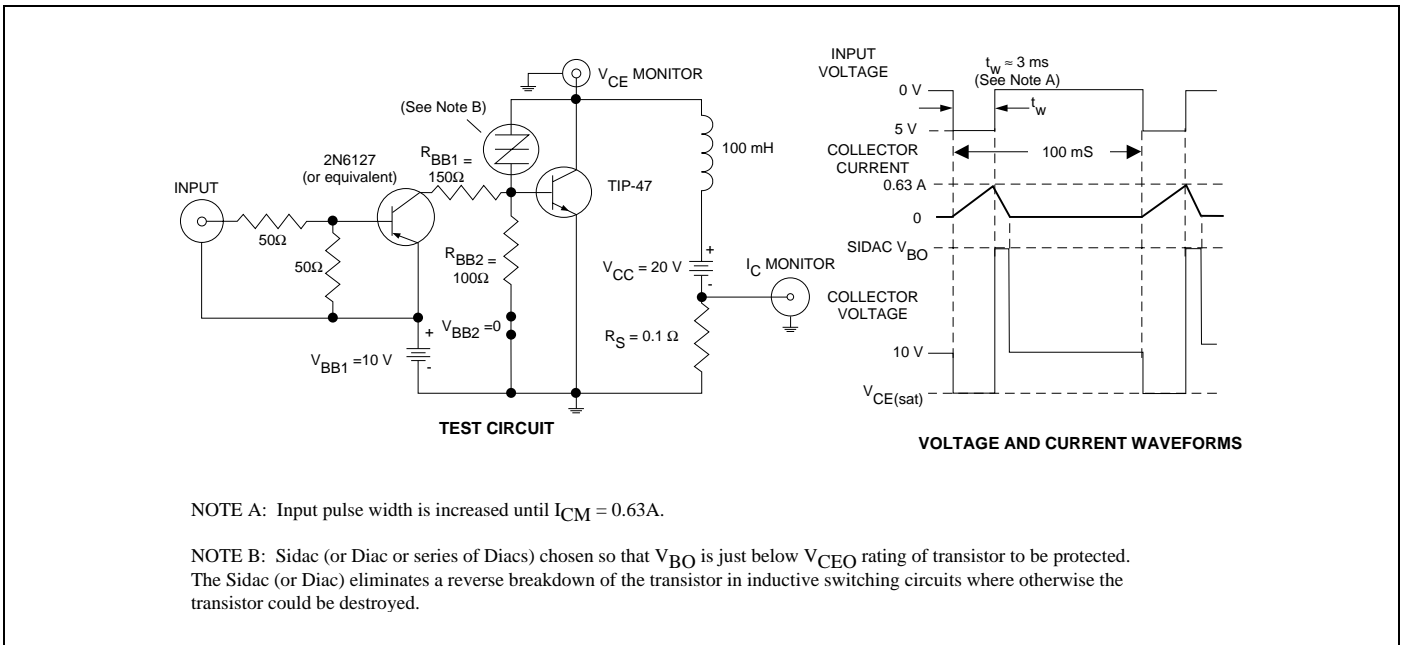 V_CE MONITOR
(See Note B)
2N6127
(or equivalent)
R_BB1 =
150Ω
INPUT
50Ω
50Ω
TIP-47
100 mH
R_BB2 =
100Ω
V_BB2 =0
V_BB1 =10 V
+
-
V_CC = 20 V
+
-
I_C MONITOR
R_S = 0.1 Ω
TEST CIRCUIT
INPUT
VOLTAGE
t_w ≈ 3 ms
(See Note A)
0 V
t_w
5 V
COLLECTOR
CURRENT
100 mS
0.63 A
0
SIDAC V_BO
COLLECTOR
VOLTAGE
10 V
V_CE(sat)
VOLTAGE AND CURRENT WAVEFORMS
NOTE A: Input pulse width is increased until I_CM = 0.63A.
NOTE B: Sidac (or Diac or series of Diacs) chosen so that V_BO is just below V_CEO rating of transistor to be protected.
The Sidac (or Diac) eliminates a reverse breakdown of the transistor in inductive switching circuits where otherwise the
transistor could be destroyed.